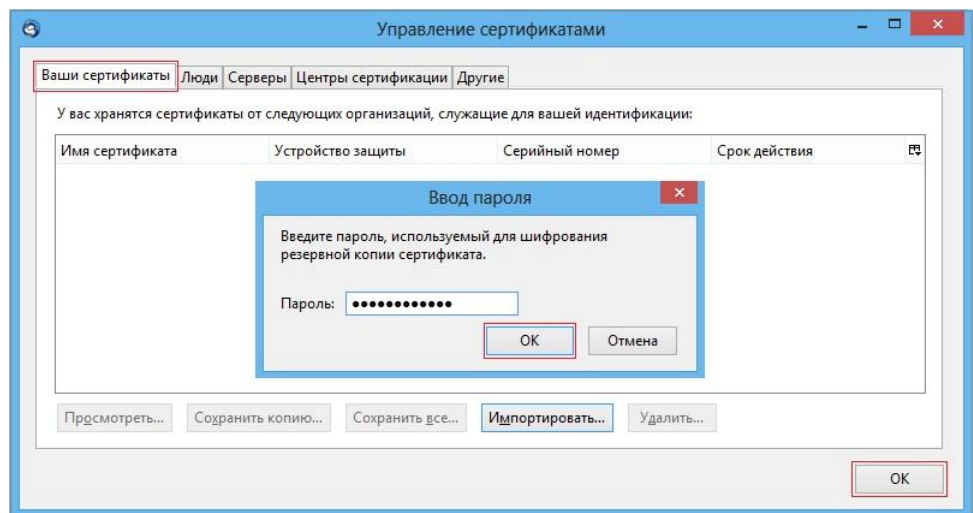 Управление сертификатами
Ваши сертификаты Люди Серверы Центры сертификации Другие
У вас хранятся сертификаты от следующих организаций, служащие для вашей идентификации:
Имя сертификата Устройство защиты Серийный номер Срок действия
Ввод пароля
Введите пароль, используемый для шифрования
резервной копии сертификата.
Пароль: ●●●●●●●●●●●●
ОК Отмена
Просмотреть... Сохранить копию... Сохранить все... Импортировать... Удалить...
ОК